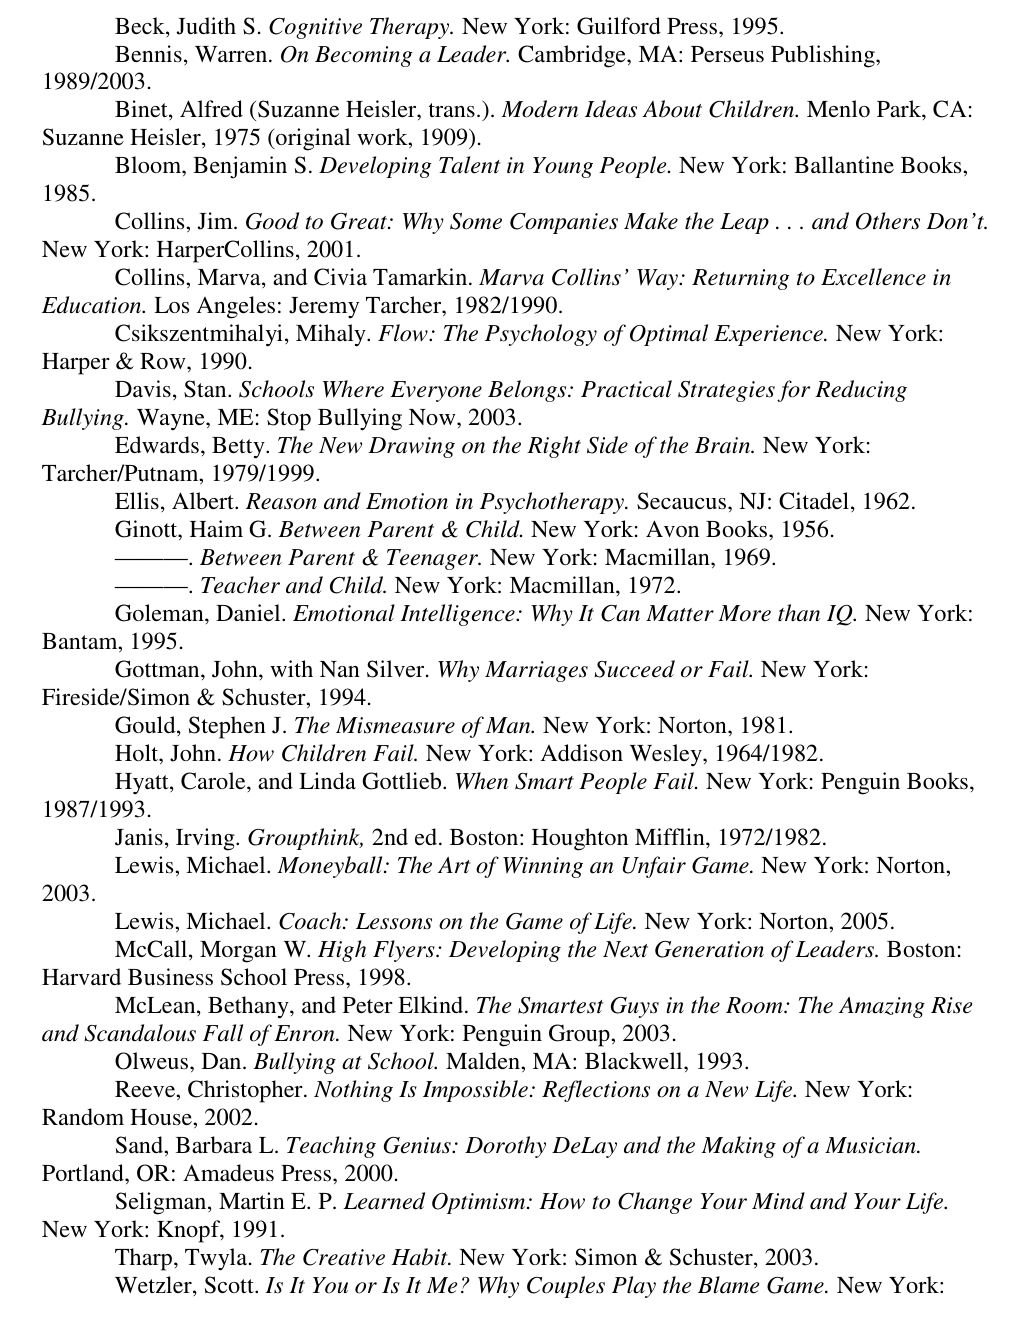 Beck, Judith S. Cognitive Therapy. New York: Guilford Press, 1995.
Bennis, Warren. On Becoming a Leader. Cambridge, MA: Perseus Publishing,
1989/2003.
Binet, Alfred (Suzanne Heisler, trans.). Modern Ideas About Children. Menlo Park, CA:
Suzanne Heisler, 1975 (original work, 1909).
Bloom, Benjamin S. Developing Talent in Young People. New York: Ballantine Books,
1985.
Collins, Jim. Good to Great: Why Some Companies Make the Leap . . . and Others Don’t.
New York: HarperCollins, 2001.
Collins, Marva, and Civia Tamarkin. Marva Collins’ Way: Returning to Excellence in
Education. Los Angeles: Jeremy Tarcher, 1982/1990.
Csikszentmihalyi, Mihaly. Flow: The Psychology of Optimal Experience. New York:
Harper & Row, 1990.
Davis, Stan. Schools Where Everyone Belongs: Practical Strategies for Reducing
Bullying. Wayne, ME: Stop Bullying Now, 2003.
Edwards, Betty. The New Drawing on the Right Side of the Brain. New York:
Tarcher/Putnam, 1979/1999.
Ellis, Albert. Reason and Emotion in Psychotherapy. Secaucus, NJ: Citadel, 1962.
Ginott, Haim G. Between Parent & Child. New York: Avon Books, 1956.
———. Between Parent & Teenager. New York: Macmillan, 1969.
———. Teacher and Child. New York: Macmillan, 1972.
Goleman, Daniel. Emotional Intelligence: Why It Can Matter More than IQ. New York:
Bantam, 1995.
Gottman, John, with Nan Silver. Why Marriages Succeed or Fail. New York:
Fireside/Simon & Schuster, 1994.
Gould, Stephen J. The Mismeasure of Man. New York: Norton, 1981.
Holt, John. How Children Fail. New York: Addison Wesley, 1964/1982.
Hyatt, Carole, and Linda Gottlieb. When Smart People Fail. New York: Penguin Books,
1987/1993.
Janis, Irving. Groupthink, 2nd ed. Boston: Houghton Mifflin, 1972/1982.
Lewis, Michael. Moneyball: The Art of Winning an Unfair Game. New York: Norton,
2003.
Lewis, Michael. Coach: Lessons on the Game of Life. New York: Norton, 2005.
McCall, Morgan W. High Flyers: Developing the Next Generation of Leaders. Boston:
Harvard Business School Press, 1998.
McLean, Bethany, and Peter Elkind. The Smartest Guys in the Room: The Amazing Rise
and Scandalous Fall of Enron. New York: Penguin Group, 2003.
Olweus, Dan. Bullying at School. Malden, MA: Blackwell, 1993.
Reeve, Christopher. Nothing Is Impossible: Reflections on a New Life. New York:
Random House, 2002.
Sand, Barbara L. Teaching Genius: Dorothy DeLay and the Making of a Musician.
Portland, OR: Amadeus Press, 2000.
Seligman, Martin E. P. Learned Optimism: How to Change Your Mind and Your Life.
New York: Knopf, 1991.
Tharp, Twyla. The Creative Habit. New York: Simon & Schuster, 2003.
Wetzler, Scott. Is It You or Is It Me? Why Couples Play the Blame Game. New York: